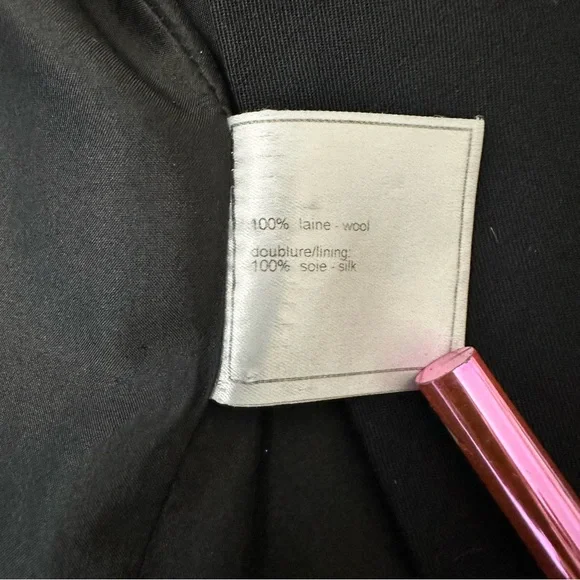 100% laine - wool
doublure/lining:
100% soie - silk